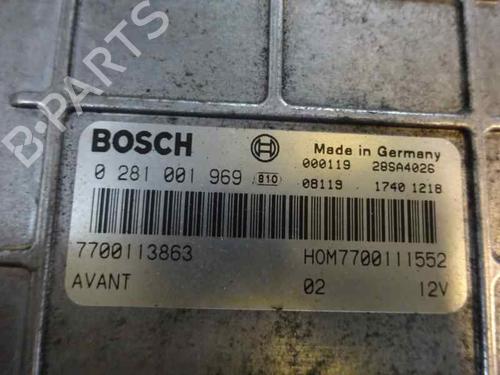 B-PARTS
BOSCH Made in Germany
0 281 001 969 810 000119 28SA4026
08119 1740 1218
7700113863 HOM7700111552
AVANT 02 12V